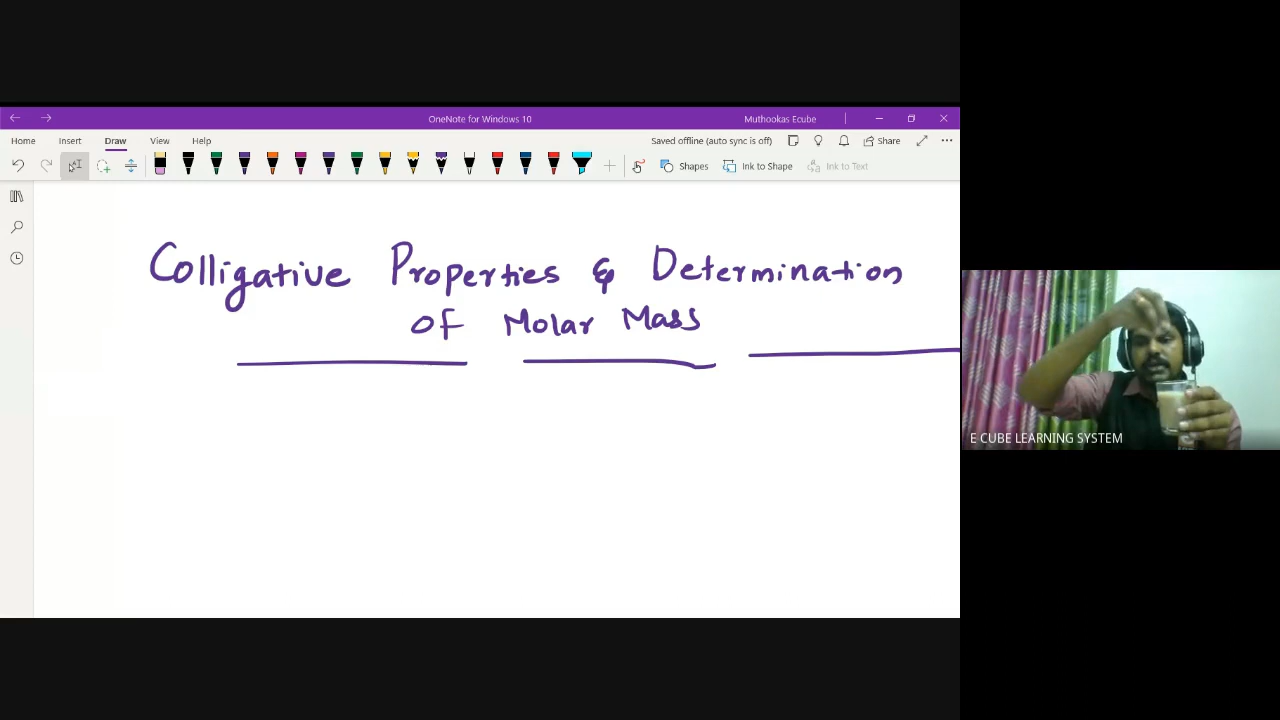 OneNote for Windows 10
Muthookas Ecube
Home Insert Draw View Help
Saved offline (auto sync is off)
Share
Shapes
Ink to Shape
Ink to Text
Colligative Properties & Determination
of Molar Mass
E CUBE LEARNING SYSTEM